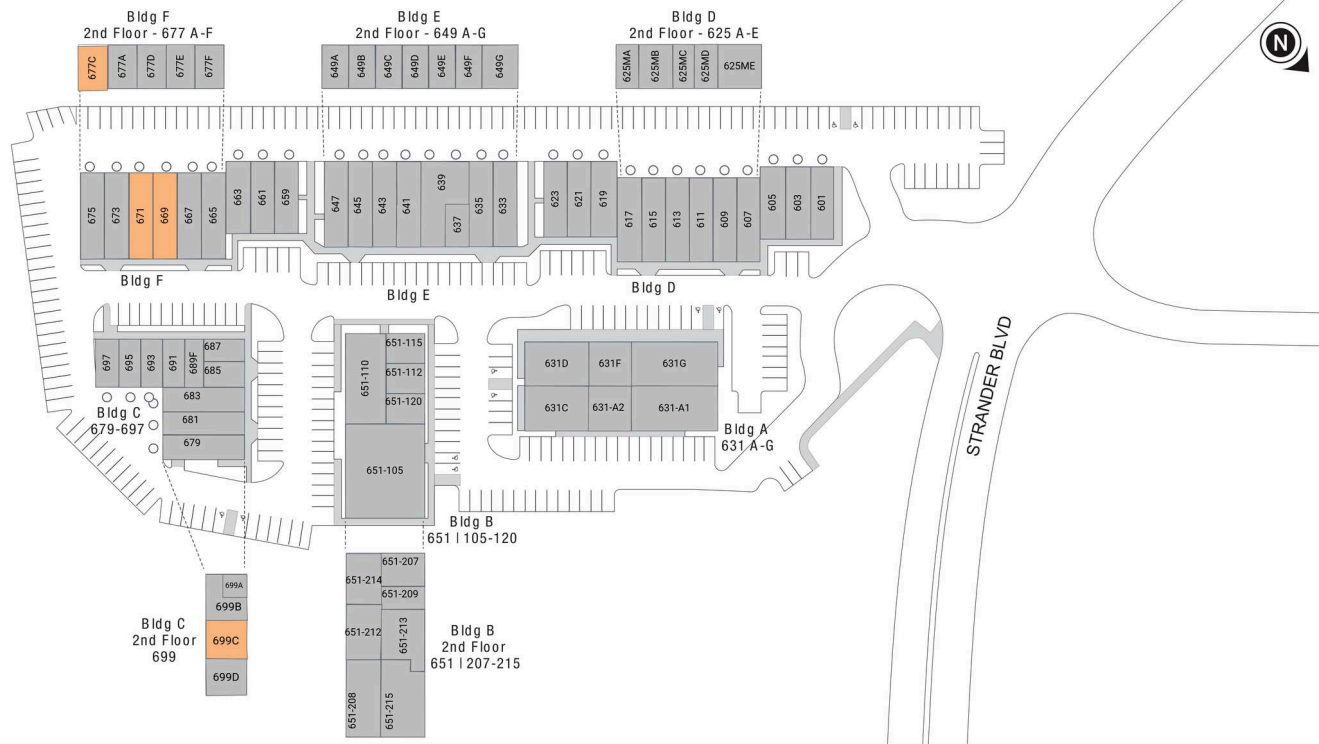 Bldg F
2nd Floor - 677 A-F
Bldg E
2nd Floor - 649 A-G
Bldg D
2nd Floor - 625 A-E
N
677C
677A
677D
677E
677F
649A
649B
649C
649D
649E
649F
649G
625MA
625MB
625MC
625MD
625ME
675
673
671
669
667
665
663
661
659
647
645
643
641
639
637
635
633
623
621
619
617
615
613
611
609
607
605
603
601
Bldg F
Bldg E
Bldg D
697
695
693
691
689F
687
685
683
681
679
Bldg C
679-697
651-110
651-115
651-112
651-120
651-105
631D
631F
631G
631C
631-A2
631-A1
Bldg A
631 A-G
STRANDER BLVD
Bldg B
651 | 105-120
699A
699B
699C
699D
Bldg C
2nd Floor
699
651-214
651-207
651-209
651-212
651-213
651-208
651-215
Bldg B
2nd Floor
651 | 207-215